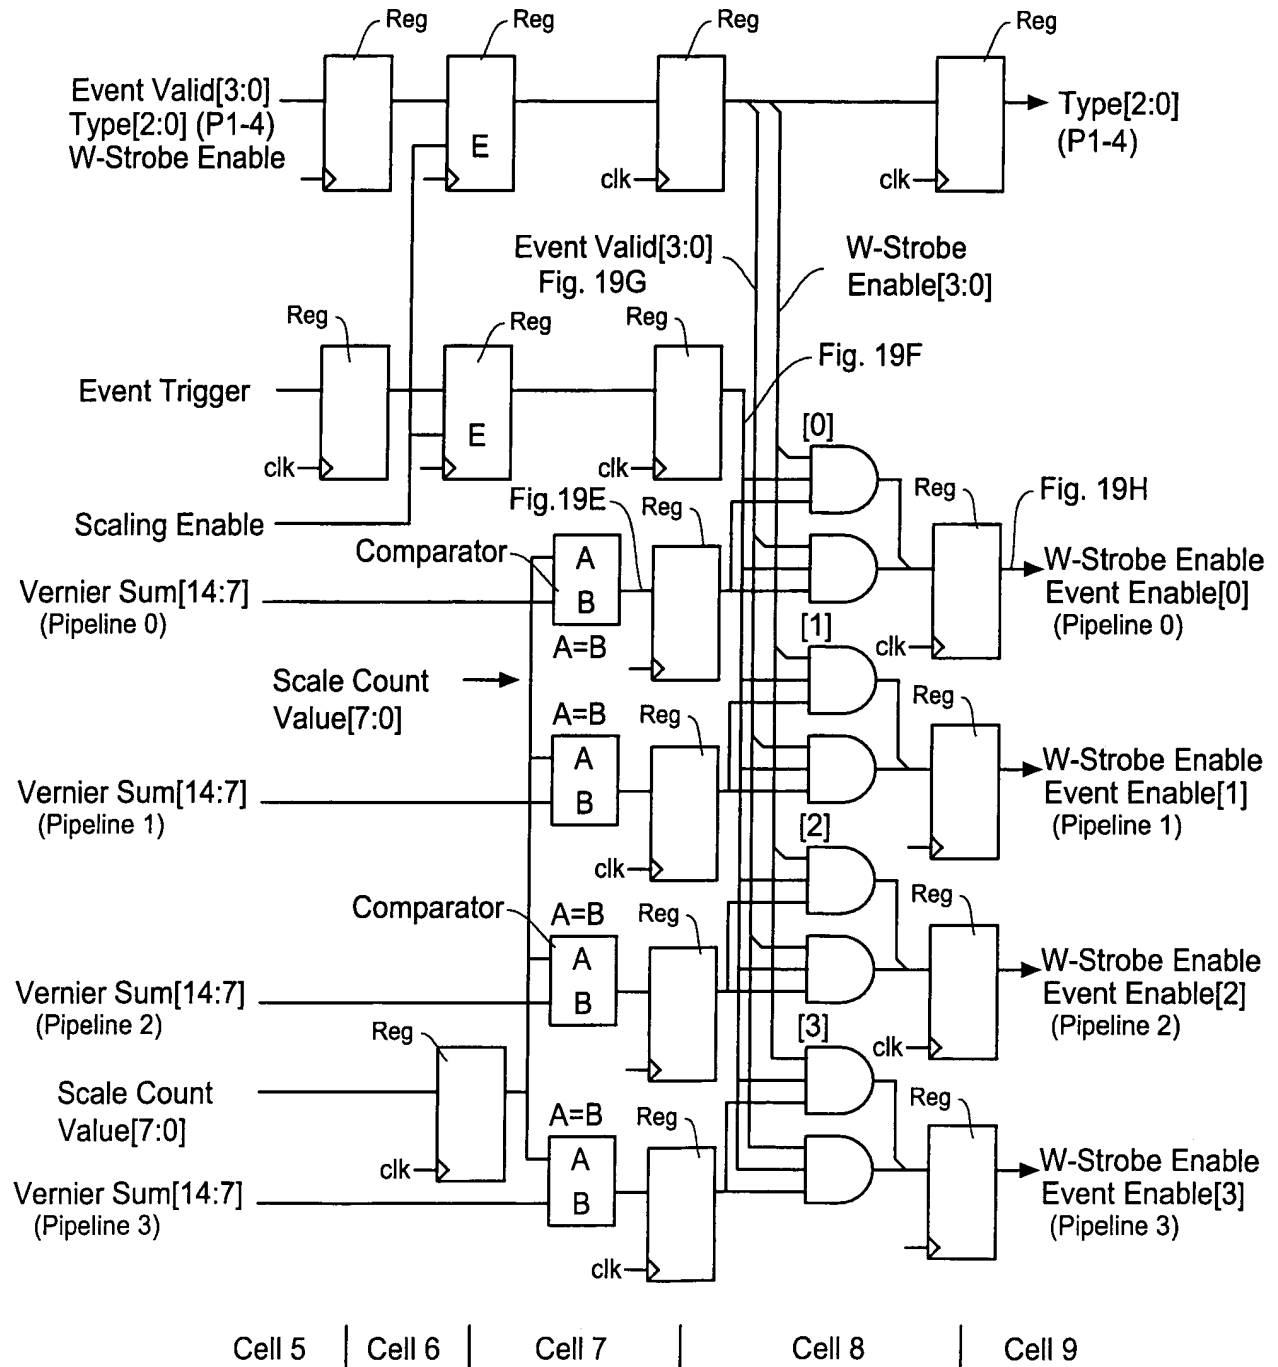 Reg
Reg
Reg
Reg
Event Valid[3:0]
Type[2:0] (P1-4)
W-Strobe Enable
E
clk
clk
Type[2:0]
(P1-4)
Event Valid[3:0]
Fig. 19G
W-Strobe
Enable[3:0]
Reg
Reg
Reg
Fig. 19F
Event Trigger
E
clk
clk
[0]
Scaling Enable
Fig.19E
Reg
Reg
Fig. 19H
Comparator
A
B
A=B
Vernier Sum[14:7]
(Pipeline 0)
W-Strobe Enable
Event Enable[0]
(Pipeline 0)
clk
[1]
Scale Count
Value[7:0]
A=B
Reg
Reg
A
B
Vernier Sum[14:7]
(Pipeline 1)
W-Strobe Enable
Event Enable[1]
(Pipeline 1)
clk
[2]
Comparator
A=B
Reg
Reg
A
B
Vernier Sum[14:7]
(Pipeline 2)
W-Strobe Enable
Event Enable[2]
(Pipeline 2)
clk
[3]
Reg
Scale Count
Value[7:0]
clk
A=B
Reg
Reg
A
B
Vernier Sum[14:7]
(Pipeline 3)
W-Strobe Enable
Event Enable[3]
(Pipeline 3)
clk
Cell 5
Cell 6
Cell 7
Cell 8
Cell 9